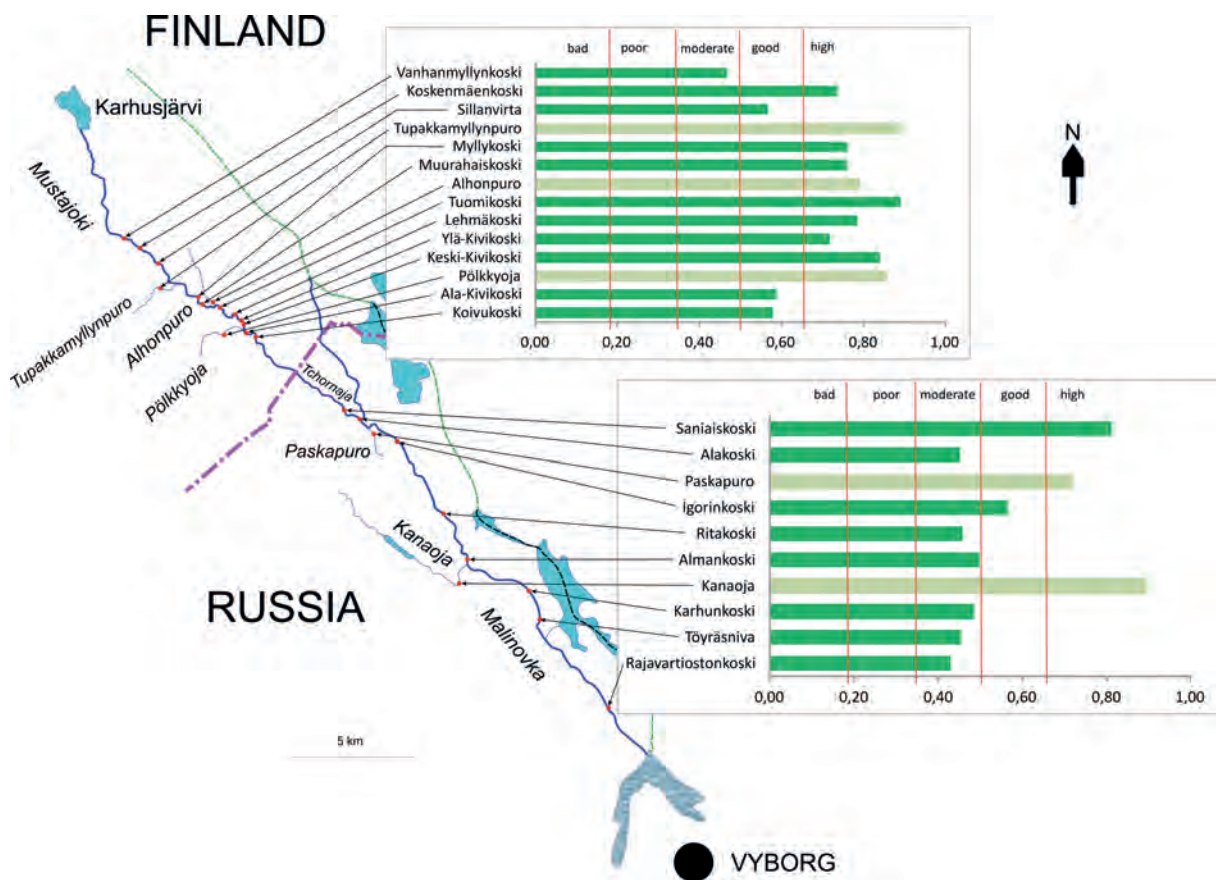 FINLAND
bad poor moderate good high
Vanhanmyllynkoski
Koskenmäenkoski
Sillanvirta
Tupakkamyllynpuro
Myllykoski
Muurahaiskoski
Alhonpuro
Tuomikoski
Lehmäkoski
Ylä-Kivikoski
Keski-Kivikoski
Pölkkyoja
Ala-Kivikoski
Koivukoski
0,00 0,20 0,40 0,60 0,80 1,00
N
Karhusjärvi
Mustajoki
Tupakkamyllynpuro
Alhonpuro
Pölkkyoja
Tchornaja
Paskapuro
bad poor moderate good high
Saniaiskoski
Alakoski
Paskapuro
Igorinkoski
Ritakoski
Almankoski
Kanaoja
Karhunkoski
Töyräsniva
Rajavartiostonkoski
0,00 0,20 0,40 0,60 0,80 1,00
Kanaoja
RUSSIA
Malinovka
5 km
VYBORG